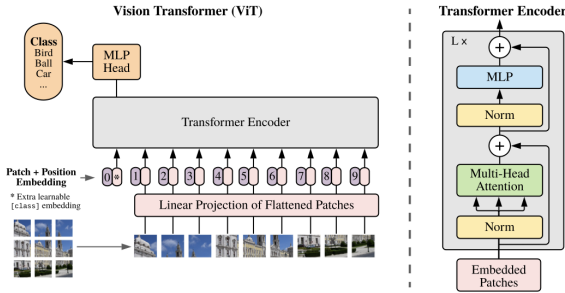 Vision Transformer (ViT)
Class
Bird
Ball
Car
...
MLP
Head
Transformer Encoder
Patch + Position
Embedding
0 * 1 2 3 4 5 6 7 8 9
* Extra learnable
[class] embedding
Linear Projection of Flattened Patches
Transformer Encoder
L ×
+
MLP
Norm
+
Multi-Head
Attention
Norm
Embedded
Patches